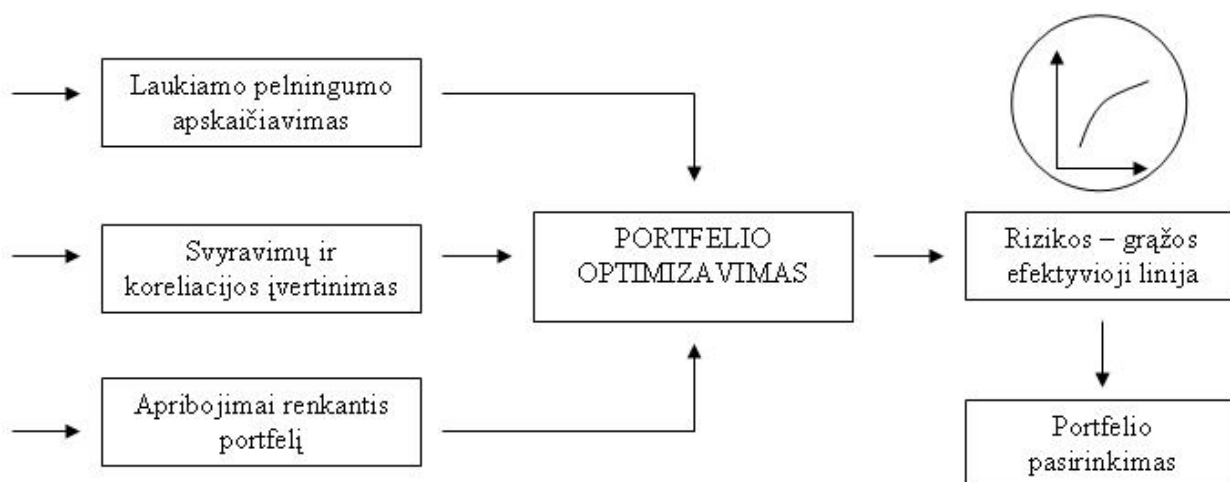 Laukiamo pelningumo
apskaičiavimas
Svyravimų ir
koreliacijos įvertinimas
Apribojimai renkantis
portfelį
PORTFELIO
OPTIMIZAVIMAS
Rizikos – grąžos
efektyvioji linija
Portfelio
pasirinkimas